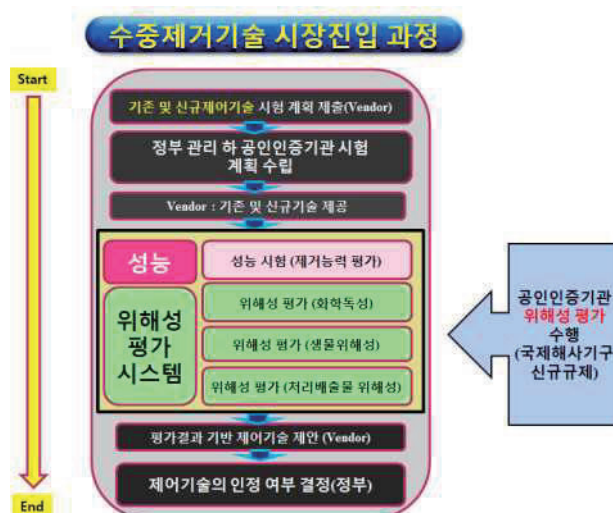 수중제거기술 시장진입 과정
Start
기존 및 신규제어기술 시험 계획 제출(Vendor)
정부 관리 하 공인인증기관 시험
계획 수립
Vendor : 기존 및 신규기술 제공
성능
성능 시험 (제거능력 평가)
위해성
평가
시스템
위해성 평가 (화학독성)
위해성 평가 (생물위해성)
위해성 평가 (처리배출물 위해성)
공인인증기관
위해성 평가
수행
(국제해사기구
신규규제)
평가결과 기반 제어기술 제안 (Vendor)
제어기술의 인정 여부 결정(정부)
End